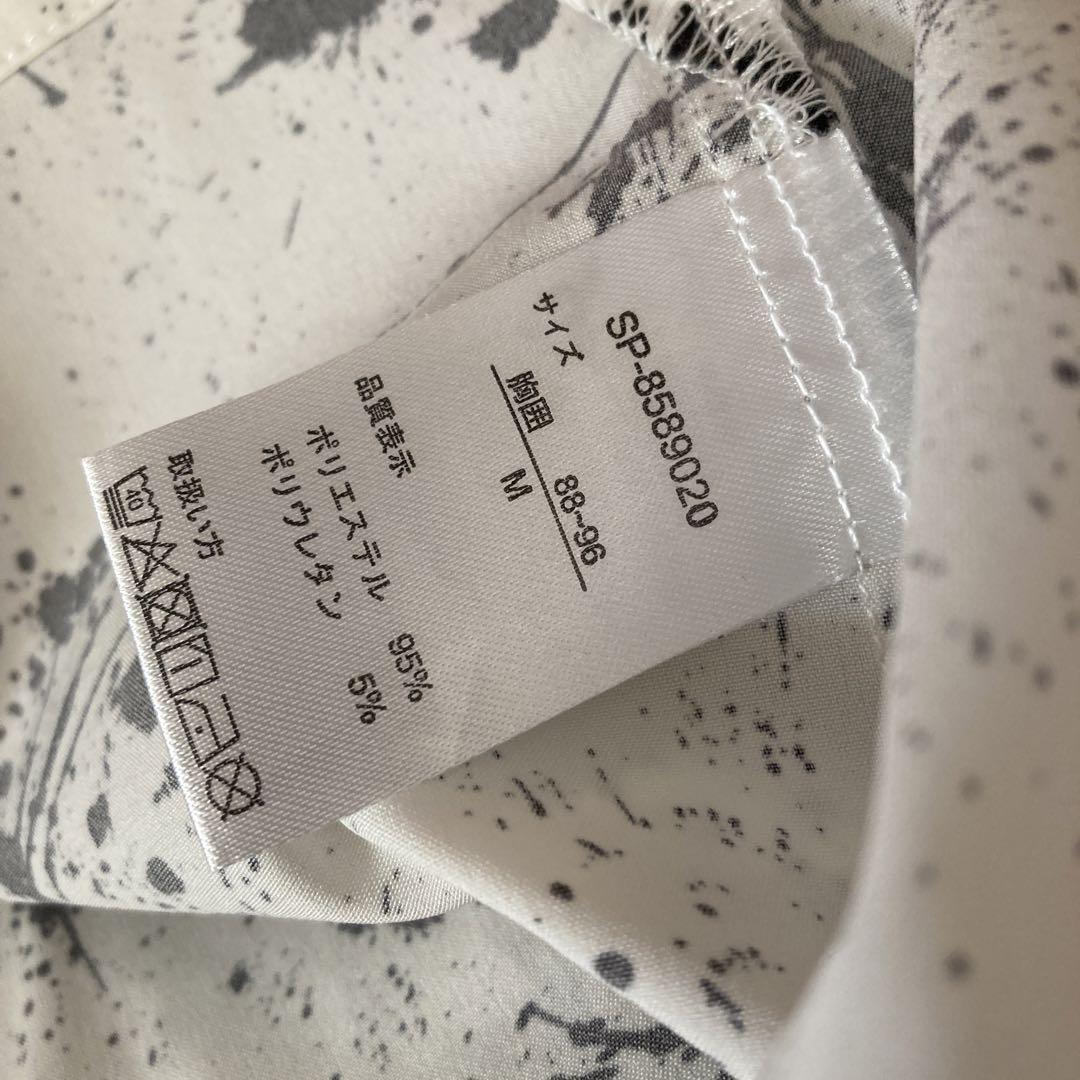 SP-8589020
サイズ
胸囲 88~96
M
品質表示
ポリエステル 95%
ポリウレタン 5%
取扱い方
40